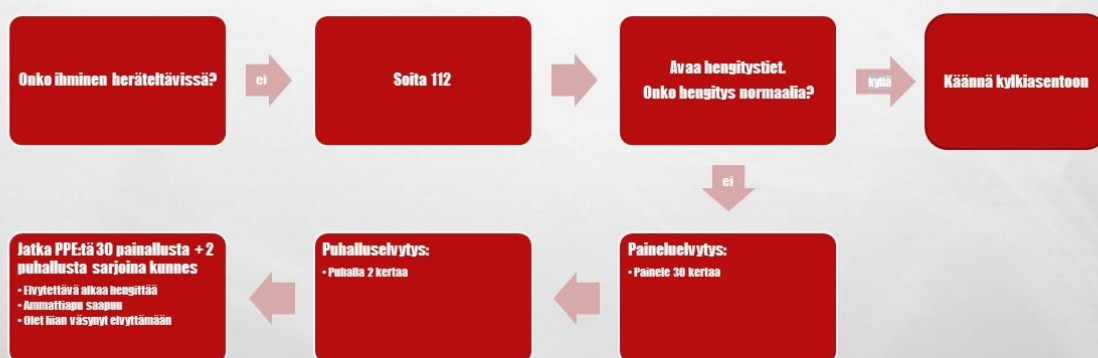 Onko ihminen heräteltävissä?
ei
Soita 112
Avaa hengitystiet.
Onko hengitys normaalia?
kyllä
Käännä kylkiasentoon
ei
Paineluelvytys:
• Painele 30 kertaa
Puhalluselvytys:
• Puhalla 2 kertaa
Jatka PPE:tä 30 painallusta + 2
puhallusta sarjoina kunnes
• Elvytettävä alkaa hengittää
• Ammattiapu saapuu
• Olet liian väsynyt elvyttämään